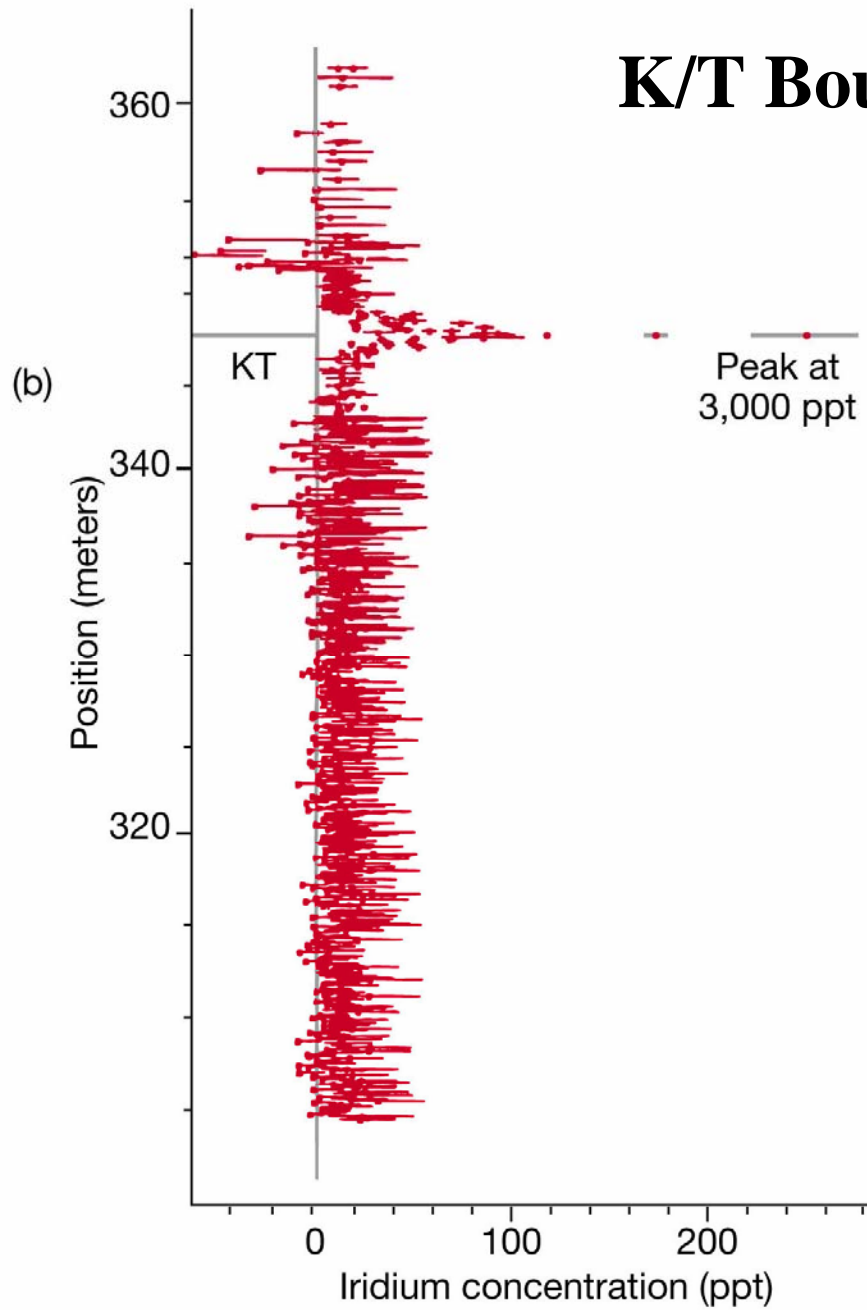 K/T Bou
360
KT
Peak at
3,000 ppt
(b)
340
Position (meters)
320
0 100 200
Iridium concentration (ppt)